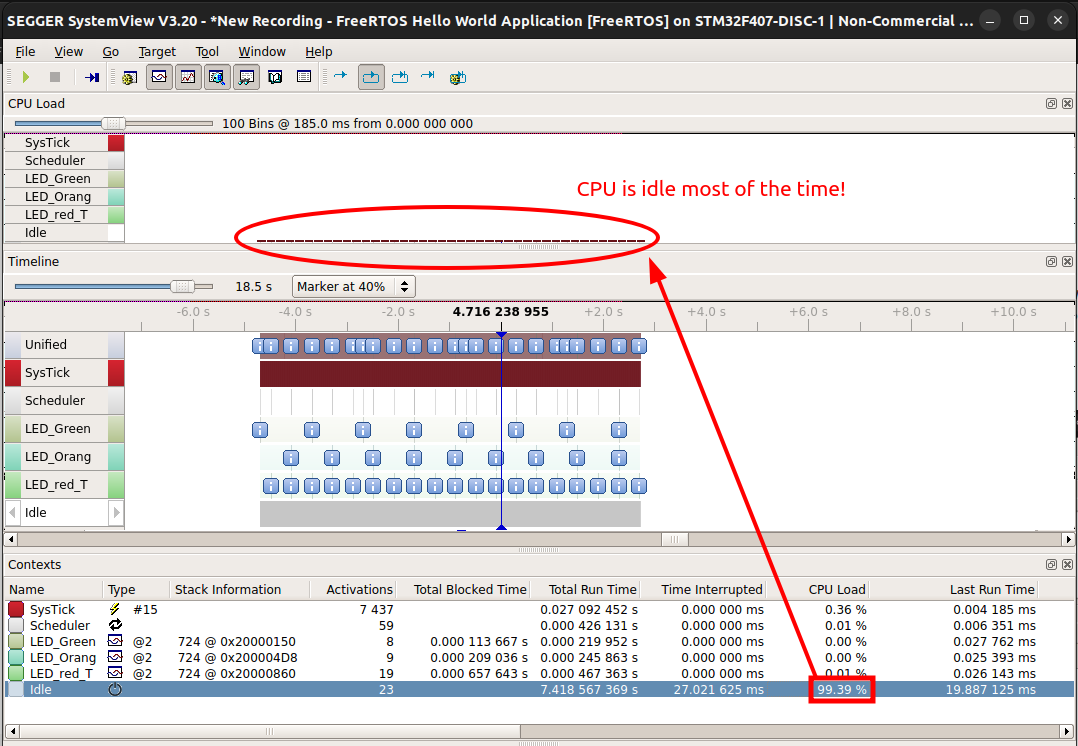 SEGGER SystemView V3.20 - *New Recording - FreeRTOS Hello World Application [FreeRTOS] on STM32F407-DISC-1 | Non-Commercial ...
File View Go Target Tool Window Help
CPU Load
100 Bins @ 185.0 ms from 0.000 000 000
SysTick
Scheduler
LED_Green
LED_Orang
LED_red_T
Idle
CPU is idle most of the time!
Timeline
18.5 s Marker at 40%
-6.0 s -4.0 s -2.0 s 4.716 238 955 +2.0 s +4.0 s +6.0 s +8.0 s +10.0 s
Unified
SysTick
Scheduler
LED_Green
LED_Orang
LED_red_T
Idle
Contexts
Name Type Stack Information Activations Total Blocked Time Total Run Time Time Interrupted CPU Load Last Run Time
SysTick #15 7 437 0.027 092 452 s 0.000 000 ms 0.36 % 0.004 185 ms
Scheduler 59 0.000 426 131 s 0.000 000 ms 0.01 % 0.006 351 ms
LED_Green @2 724 @ 0x20000150 8 0.000 113 667 s 0.000 219 952 s 0.000 000 ms 0.00 % 0.027 762 ms
LED_Orang @2 724 @ 0x200004D8 9 0.000 209 036 s 0.000 245 863 s 0.000 000 ms 0.00 % 0.025 393 ms
LED_red_T @2 724 @ 0x20000860 19 0.000 657 643 s 0.000 467 363 s 0.000 000 ms 0.01 % 0.026 143 ms
Idle 23 7.418 567 369 s 27.021 625 ms 99.39 % 19.887 125 ms